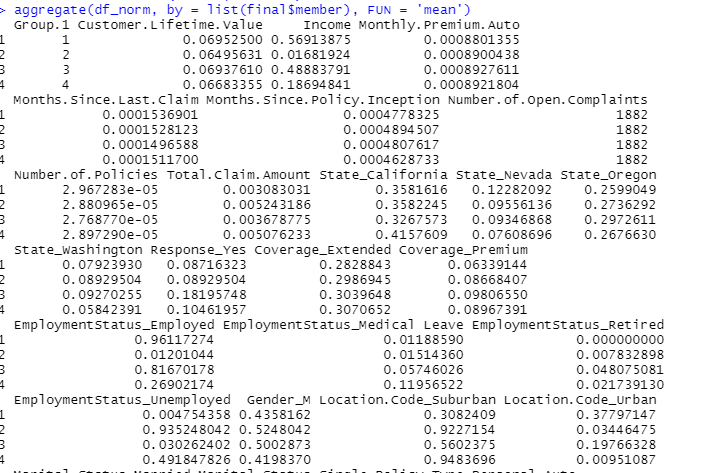 > aggregate(df_norm, by = list(final$member), FUN = 'mean')
Group.1 Customer.Lifetime.Value Income Monthly.Premium.Auto
1 1 0.06952500 0.56913875 0.0008801355
2 2 0.06495631 0.01681924 0.0008900438
3 3 0.06937610 0.48883791 0.0008927611
4 4 0.06683355 0.18694841 0.0008921804
Months.Since.Last.Claim Months.Since.Policy.Inception Number.of.Open.Complaints
1 0.0001536901 0.0004778325 1882
2 0.0001528123 0.0004894507 1882
3 0.0001496588 0.0004807617 1882
4 0.0001511700 0.0004628733 1882
Number.of.Policies Total.Claim.Amount State_California State_Nevada State_Oregon
1 2.967283e-05 0.003083031 0.3581616 0.12282092 0.2599049
2 2.880965e-05 0.005243186 0.3582245 0.09556136 0.2736292
3 2.768770e-05 0.003678775 0.3267573 0.09346868 0.2972611
4 2.897290e-05 0.005076233 0.4157609 0.07608696 0.2676630
State_Washington Response_Yes Coverage_Extended Coverage_Premium
1 0.07923930 0.08716323 0.2828843 0.06339144
2 0.08929504 0.08929504 0.2986945 0.08668407
3 0.09270255 0.18195748 0.3039648 0.09806550
4 0.05842391 0.10461957 0.3070652 0.08967391
EmploymentStatus_Employed EmploymentStatus_Medical Leave EmploymentStatus_Retired
1 0.96117274 0.01188590 0.000000000
2 0.01201044 0.01514360 0.007832898
3 0.81670178 0.05746026 0.048075081
4 0.26902174 0.11956522 0.021739130
EmploymentStatus_Unemployed Gender_M Location.Code_Suburban Location.Code_Urban
1 0.004754358 0.4358162 0.3082409 0.37797147
2 0.935248042 0.5248042 0.9227154 0.03446475
3 0.030262402 0.5002873 0.5602375 0.19766328
4 0.491847826 0.4198370 0.9483696 0.00951087
Marital.Status_Married Marital.Status_Single Policy.Type_Personal.Auto